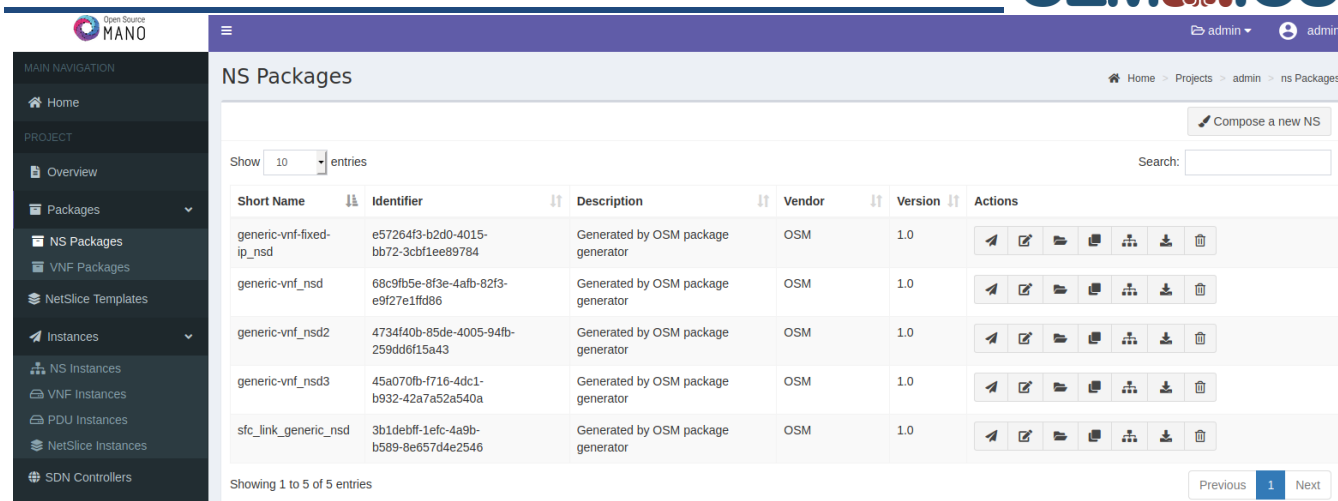 Open Source
MANO
admin
admin
MAIN NAVIGATION
NS Packages
Home > Projects > admin > ns Packages
Home
Compose a new NS
PROJECT
Show 10 entries
Search:
Overview
Short Name Identifier Description Vendor Version Actions
Packages
generic-vnf-fixed-
ip_nsd
e57264f3-b2d0-4015-
bb72-3cbf1ee89784
Generated by OSM package
generator
OSM
1.0
NS Packages
VNF Packages
generic-vnf_nsd
68c9fb5e-8f3e-4afb-82f3-
e9f27e1ffd86
Generated by OSM package
generator
OSM
1.0
NetSlice Templates
generic-vnf_nsd2
4734f40b-85de-4005-94fb-
259dd6f15a43
Generated by OSM package
generator
OSM
1.0
Instances
NS Instances
VNF Instances
generic-vnf_nsd3
45a070fb-f716-4dc1-
b932-42a7a52a540a
Generated by OSM package
generator
OSM
1.0
PDU Instances
NetSlice Instances
sfc_link_generic_nsd
3b1debff-1efc-4a9b-
b589-8e657d4e2546
Generated by OSM package
generator
OSM
1.0
SDN Controllers
Showing 1 to 5 of 5 entries
Previous 1 Next